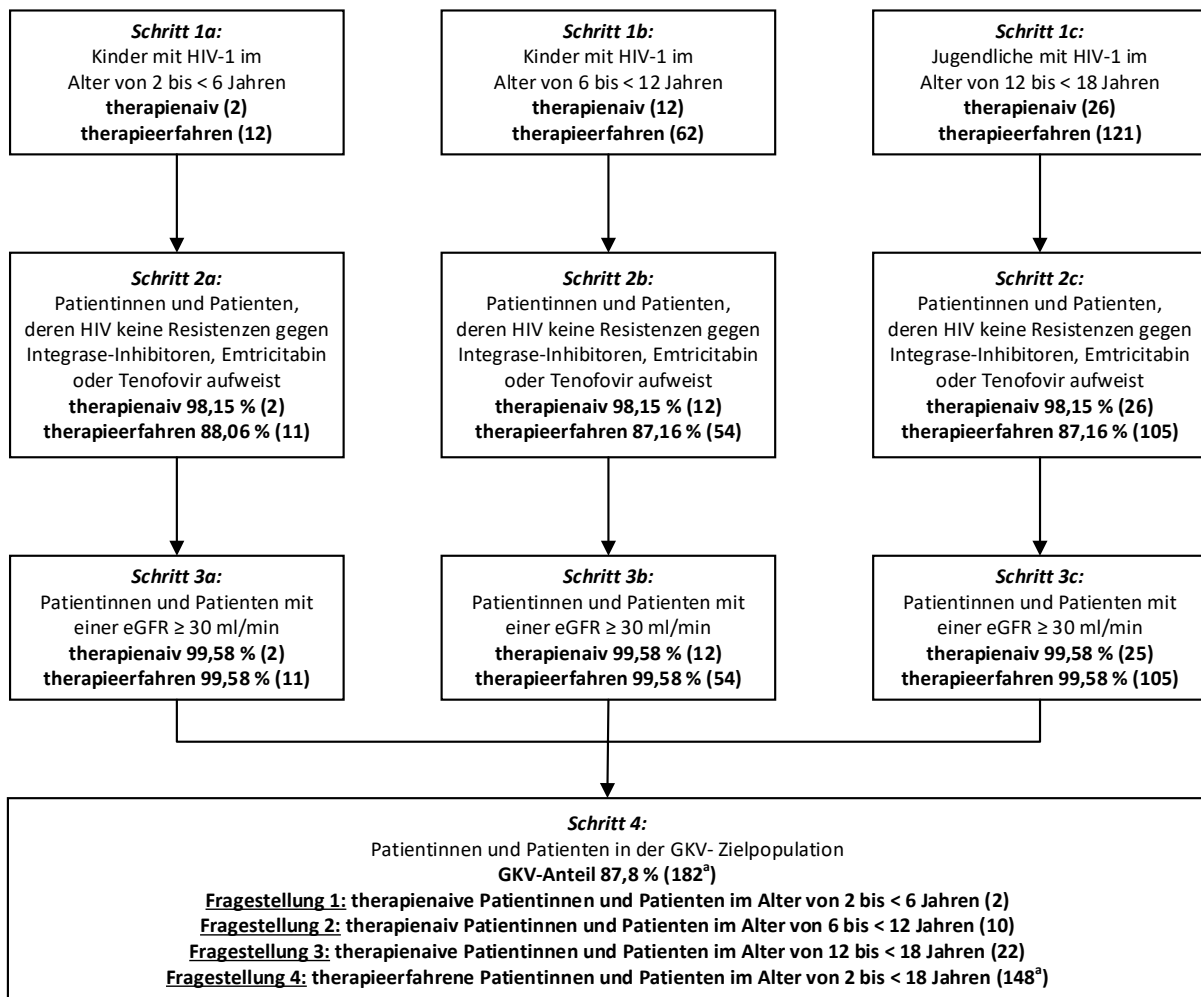 Schritt 1a:
Kinder mit HIV-1 im
Alter von 2 bis < 6 Jahren
therapienaiv (2)
therapieerfahren (12)
Schritt 1b:
Kinder mit HIV-1 im
Alter von 6 bis < 12 Jahren
therapienaiv (12)
therapieerfahren (62)
Schritt 1c:
Jugendliche mit HIV-1 im
Alter von 12 bis < 18 Jahren
therapienaiv (26)
therapieerfahren (121)
Schritt 2a:
Patientinnen und Patienten,
deren HIV keine Resistenzen gegen
Integrase-Inhibitoren, Emtricitabin
oder Tenofovir aufweist
therapienaiv 98,15 % (2)
therapieerfahren 88,06 % (11)
Schritt 2b:
Patientinnen und Patienten,
deren HIV keine Resistenzen gegen
Integrase-Inhibitoren, Emtricitabin
oder Tenofovir aufweist
therapienaiv 98,15 % (12)
therapieerfahren 87,16 % (54)
Schritt 2c:
Patientinnen und Patienten,
deren HIV keine Resistenzen gegen
Integrase-Inhibitoren, Emtricitabin
oder Tenofovir aufweist
therapienaiv 98,15 % (26)
therapieerfahren 87,16 % (105)
Schritt 3a:
Patientinnen und Patienten mit
einer eGFR ≥ 30 ml/min
therapienaiv 99,58 % (2)
therapieerfahren 99,58 % (11)
Schritt 3b:
Patientinnen und Patienten mit
einer eGFR ≥ 30 ml/min
therapienaiv 99,58 % (12)
therapieerfahren 99,58 % (54)
Schritt 3c:
Patientinnen und Patienten mit
einer eGFR ≥ 30 ml/min
therapienaiv 99,58 % (25)
therapieerfahren 99,58 % (105)
Schritt 4:
Patientinnen und Patienten in der GKV- Zielpopulation
GKV-Anteil 87,8 % (182ᵃ)
Fragestellung 1: therapienaive Patientinnen und Patienten im Alter von 2 bis < 6 Jahren (2)
Fragestellung 2: therapienaiv Patientinnen und Patienten im Alter von 6 bis < 12 Jahren (10)
Fragestellung 3: therapienaive Patientinnen und Patienten im Alter von 12 bis < 18 Jahren (22)
Fragestellung 4: therapieerfahrene Patientinnen und Patienten im Alter von 2 bis < 18 Jahren (148ᵃ)